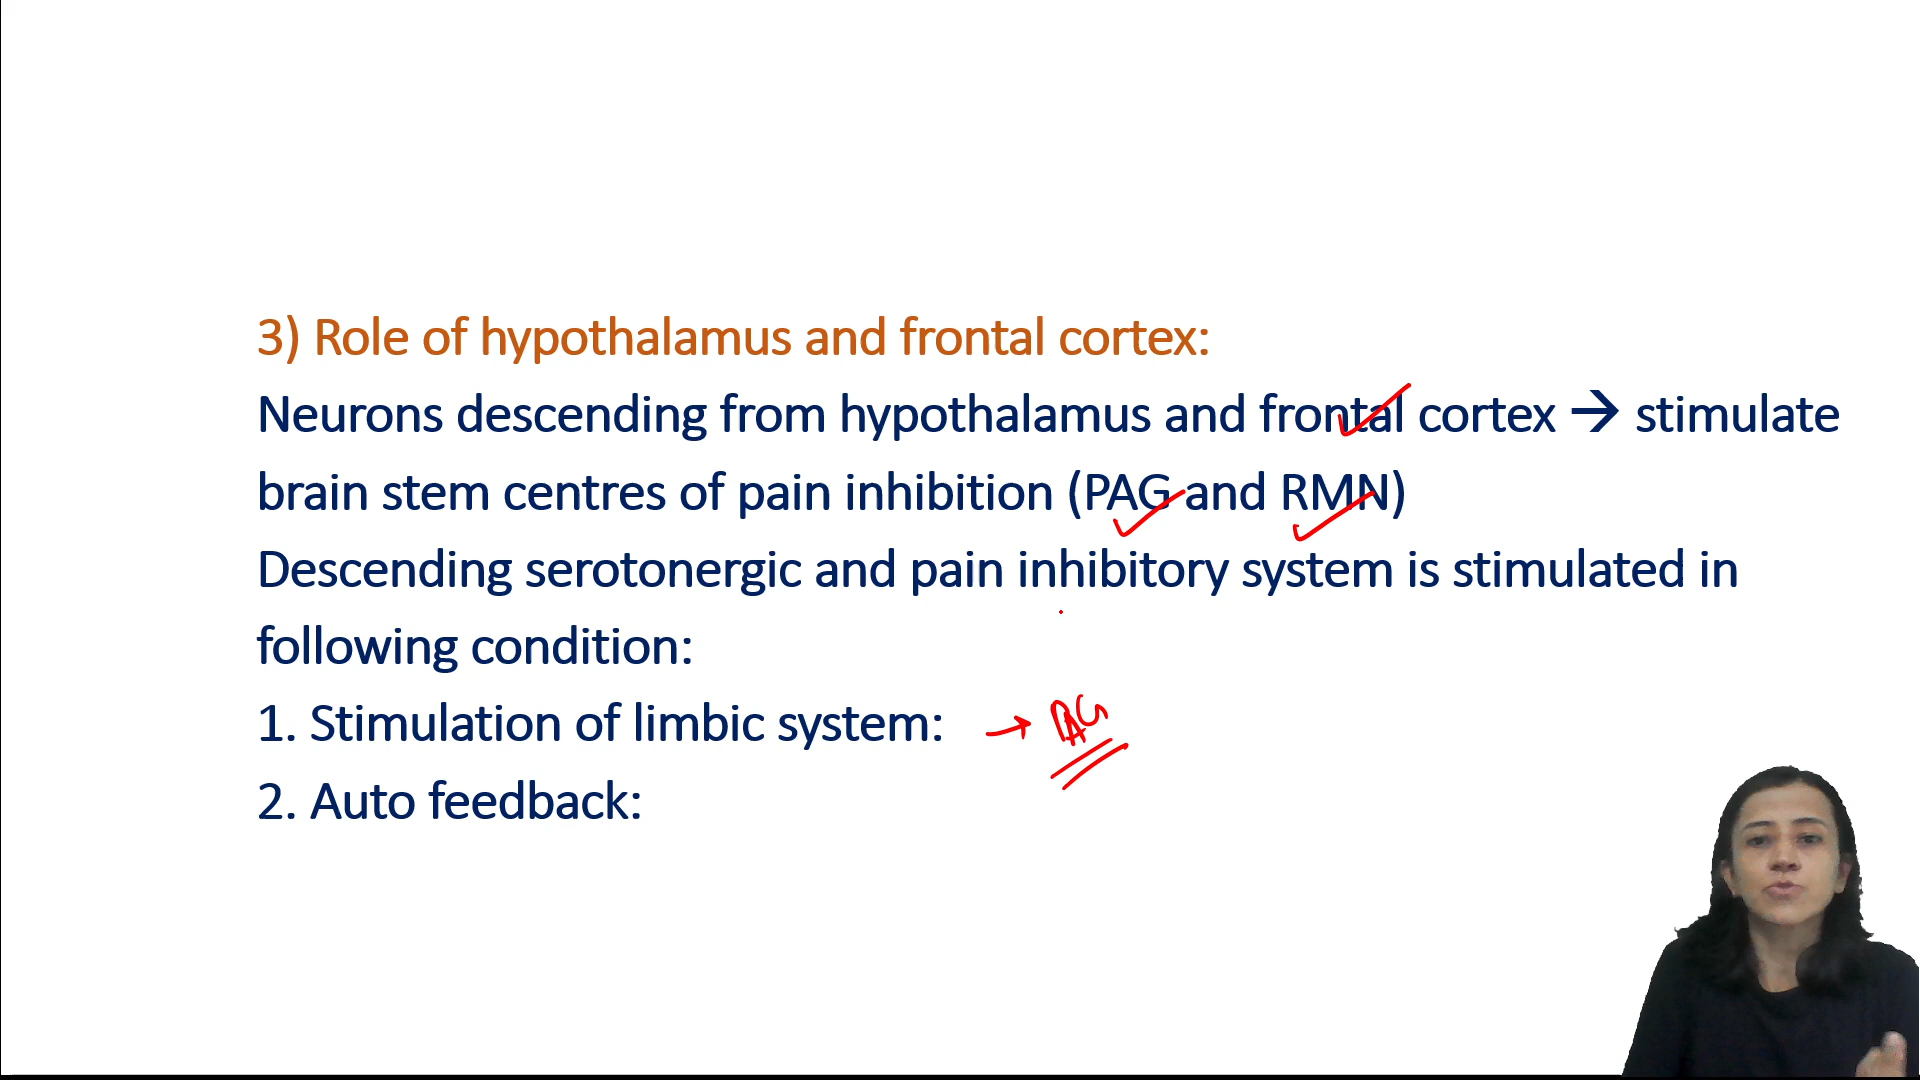 3) Role of hypothalamus and frontal cortex:
Neurons descending from hypothalamus and frontal cortex → stimulate
brain stem centres of pain inhibition (PAG and RMN)
Descending serotonergic and pain inhibitory system is stimulated in
following condition:
1. Stimulation of limbic system: → PAG
2. Auto feedback: